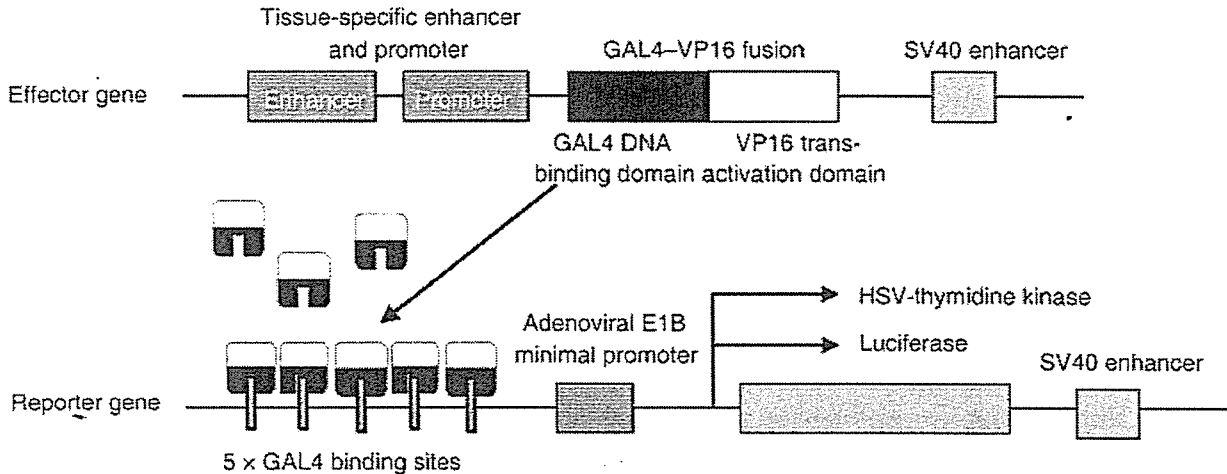 Tissue-specific enhancer
and promoter
GAL4–VP16 fusion
SV40 enhancer
Effector gene
Enhancer
Promoter
GAL4 DNA
binding domain
VP16 trans-
activation domain
HSV-thymidine kinase
Adenoviral E1B
minimal promoter
Luciferase
SV40 enhancer
Reporter gene
5 x GAL4 binding sites